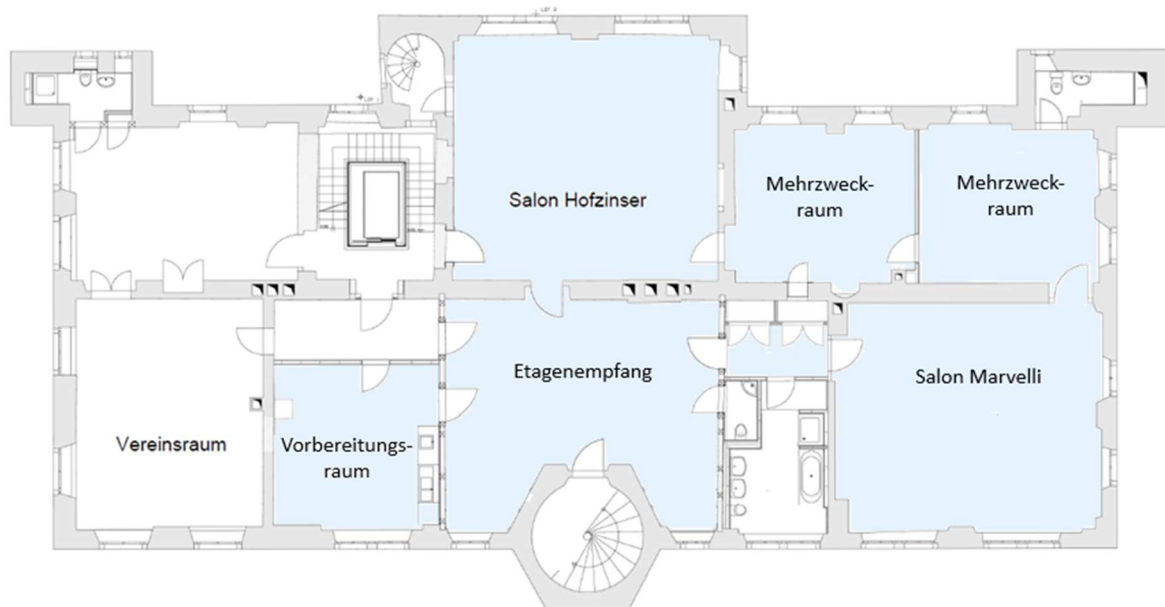 Salon Hofzinser
Mehrzweck-
raum
Mehrzweck-
raum
Etagenempfang
Salon Marvelli
Vereinsraum
Vorbereitungs-
raum